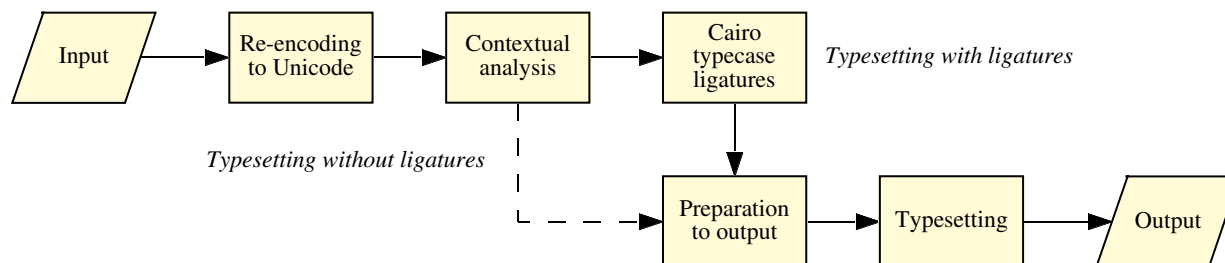 Input
Re-encoding
to Unicode
Contextual
analysis
Cairo
typecase
ligatures
Typesetting with ligatures
Typesetting without ligatures
Preparation
to output
Typesetting
Output